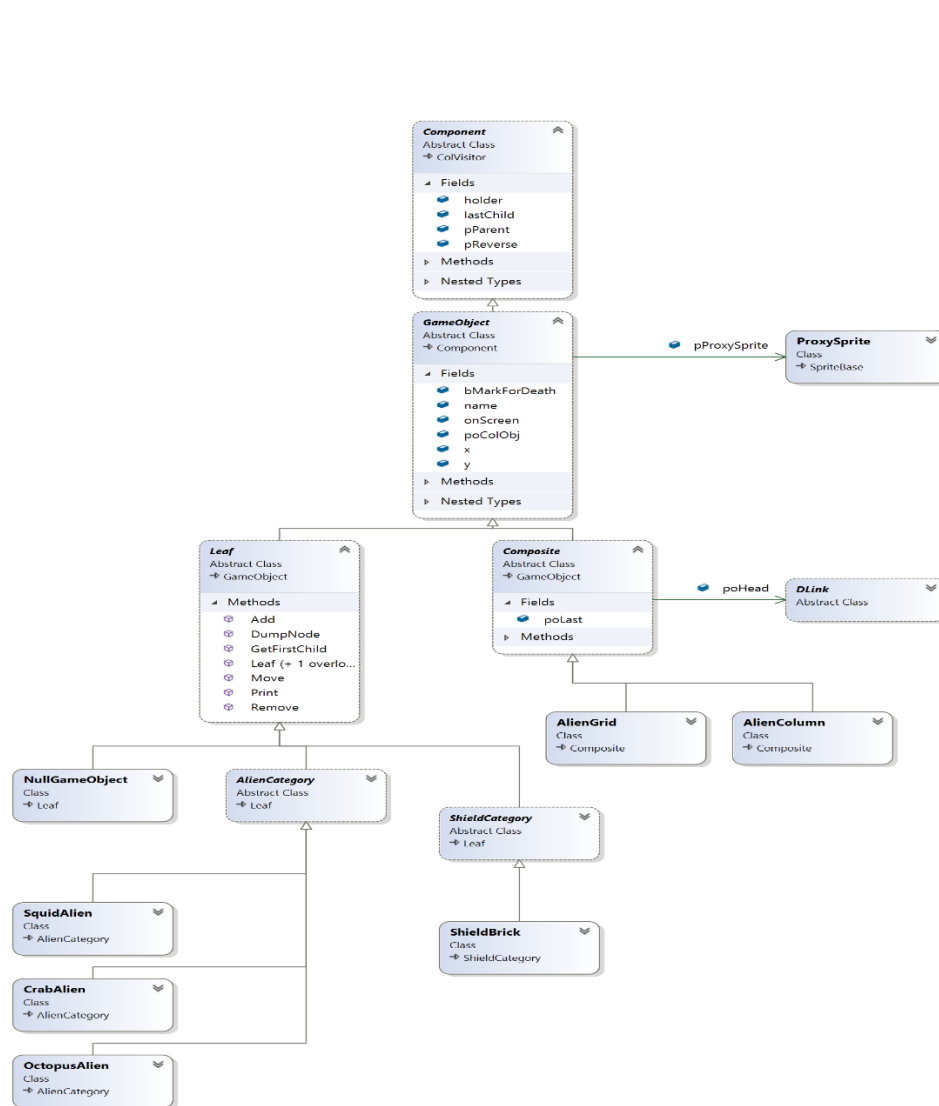 Component
Abstract Class
ColVisitor
Fields
holder
lastChild
pParent
pReverse
Methods
Nested Types
GameObject
Abstract Class
Component
Fields
bMarkForDeath
name
onScreen
poColObj
x
y
Methods
Nested Types
pProxySprite
ProxySprite
Class
SpriteBase
Leaf
Abstract Class
GameObject
Methods
Add
DumpNode
GetFirstChild
Leaf (+ 1 overlo...
Move
Print
Remove
Composite
Abstract Class
GameObject
Fields
poLast
Methods
poHead
DLink
Abstract Class
AlienGrid
Class
Composite
AlienColumn
Class
Composite
NullGameObject
Class
Leaf
AlienCategory
Abstract Class
Leaf
ShieldCategory
Abstract Class
Leaf
SquidAlien
Class
AlienCategory
ShieldBrick
Class
ShieldCategory
CrabAlien
Class
AlienCategory
OctopusAlien
Class
AlienCategory